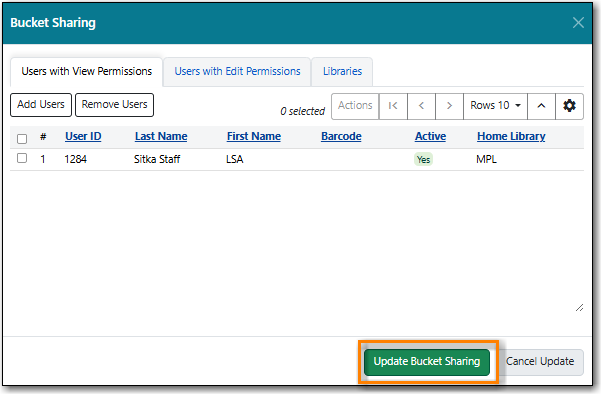 Bucket Sharing
Users with View Permissions Users with Edit Permissions Libraries
Add Users Remove Users 0 selected Actions Rows 10
# User ID Last Name First Name Barcode Active Home Library
1 1284 Sitka Staff LSA Yes MPL
Update Bucket Sharing Cancel Update